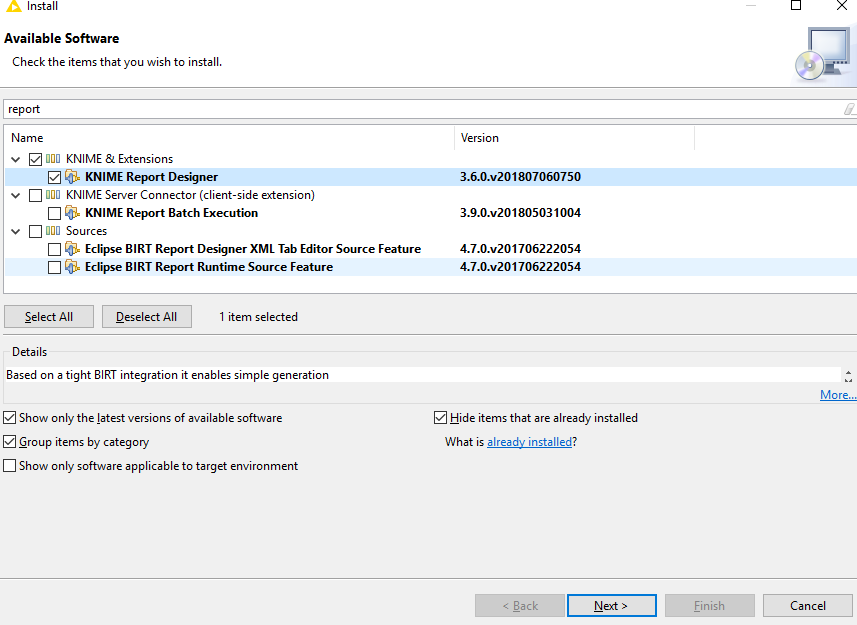 Install
Available Software
Check the items that you wish to install.
report
Name Version
KNIME & Extensions
KNIME Report Designer 3.6.0.v201807060750
KNIME Server Connector (client-side extension)
KNIME Report Batch Execution 3.9.0.v201805031004
Sources
Eclipse BIRT Report Designer XML Tab Editor Source Feature 4.7.0.v201706222054
Eclipse BIRT Report Runtime Source Feature 4.7.0.v201706222054
Select All Deselect All 1 item selected
Details
Based on a tight BIRT integration it enables simple generation
More...
Show only the latest versions of available software Hide items that are already installed
Group items by category What is already installed?
Show only software applicable to target environment
< Back Next > Finish Cancel